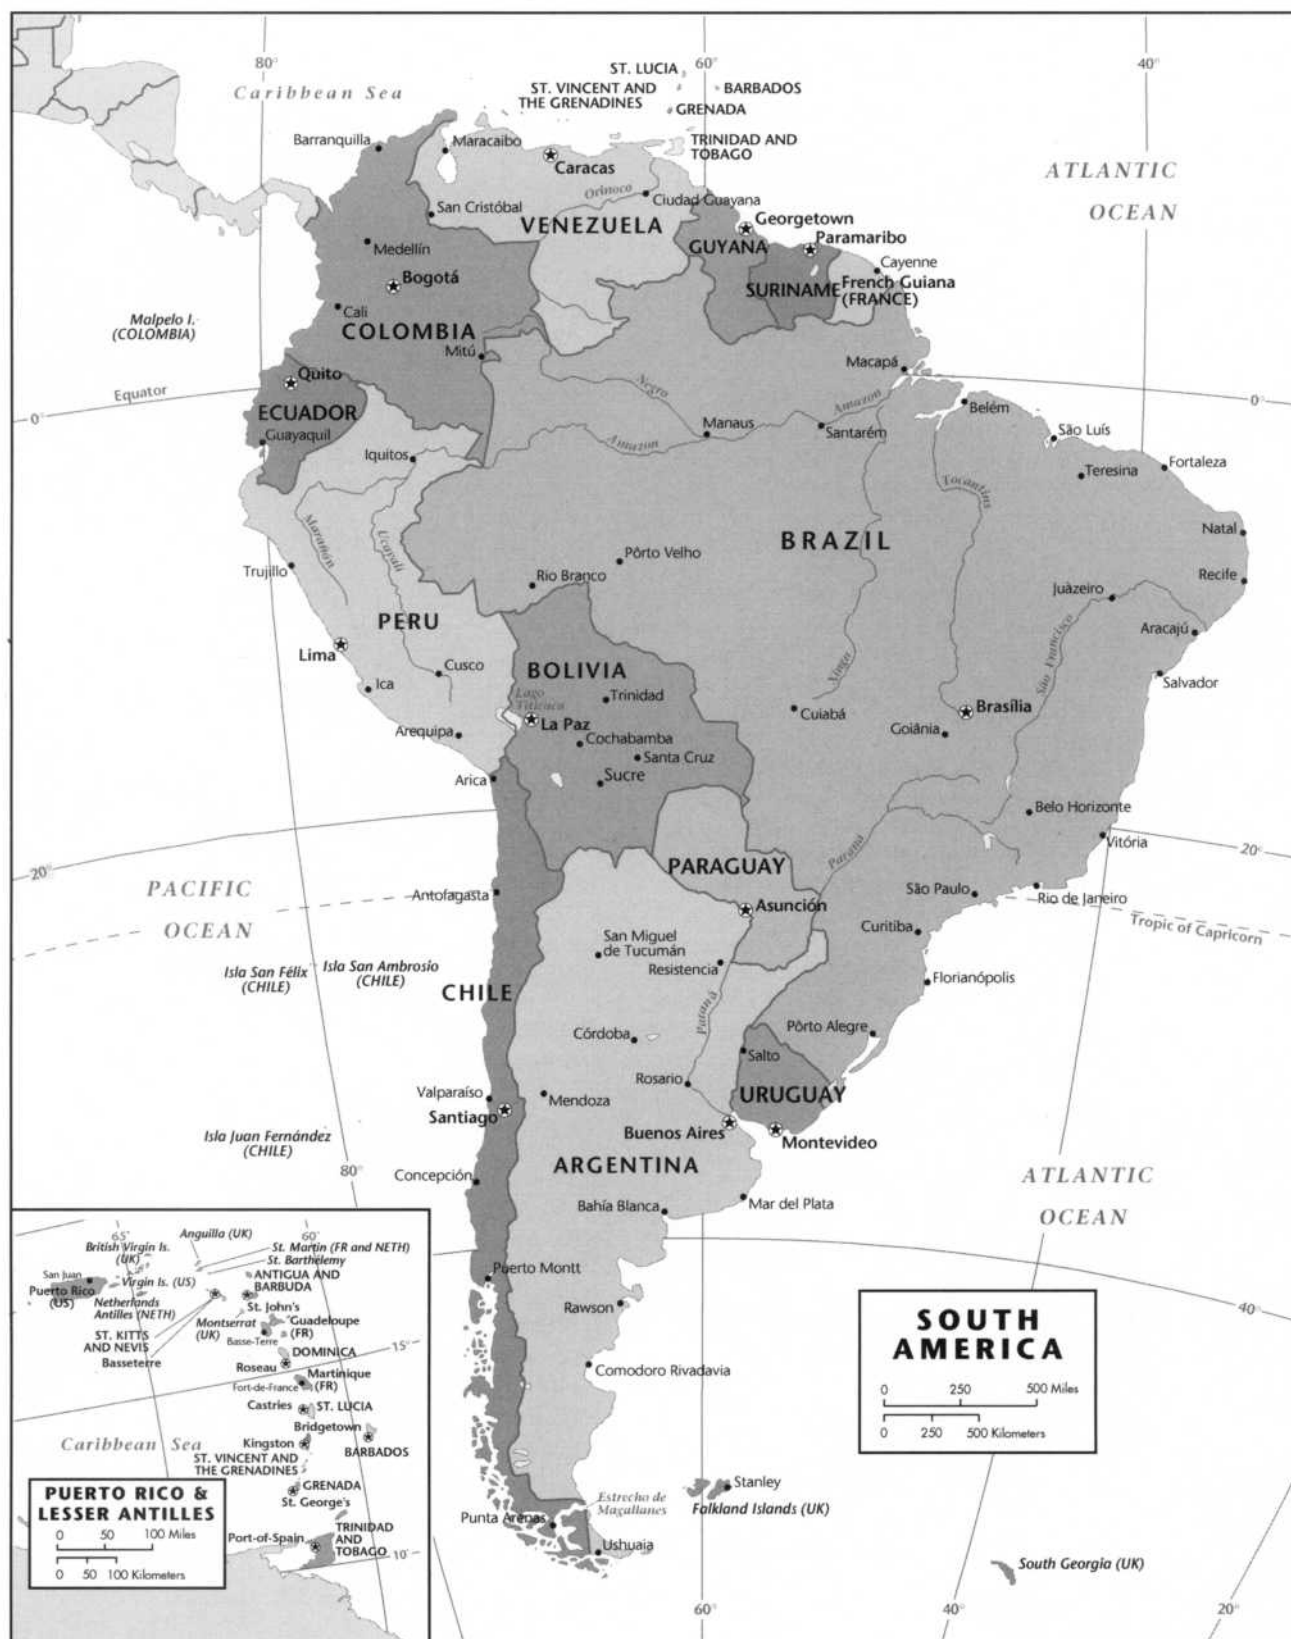 80°
60°
40°
Caribbean Sea
ST. LUCIA
ST. VINCENT AND
THE GRENADINES
BARBADOS
GRENADA
TRINIDAD AND
TOBAGO
ATLANTIC
OCEAN
Barranquilla
Maracaibo
Caracas
Orinoco
Ciudad Guayana
San Cristóbal
VENEZUELA
Georgetown
GUYANA
Paramaribo
Medellín
Cayenne
Bogotá
SURINAME
French Guiana
(FRANCE)
Malpelo I.
(COLOMBIA)
Cali
COLOMBIA
Mitú
Macapá
Quito
Equator
Negro
0°
0°
ECUADOR
Amazon
Belém
Guayaquil
Manaus
Santarém
São Luís
Iquitos
Amazon
Teresina
Fortaleza
Tocantins
Marañón
Ucayali
BRAZIL
Natal
Pôrto Velho
Trujillo
Rio Branco
Recife
Juàzeiro
PERU
Aracajú
São Francisco
Lima
BOLIVIA
Xingu
Cusco
Salvador
Ica
Lago
Titicaca
Trinidad
Brasília
Cuiabá
La Paz
Arequipa
Goiânia
Cochabamba
Santa Cruz
Arica
Sucre
Belo Horizonte
Vitória
20°
20°
Paraná
PARAGUAY
PACIFIC
OCEAN
Antofagasta
São Paulo
Rio de Janeiro
Asunción
Curitiba
Tropic of Capricorn
San Miguel
de Tucumán
Resistencia
Isla San Félix
(CHILE)
Isla San Ambrosio
(CHILE)
Florianópolis
CHILE
Paraná
Córdoba
Pôrto Alegre
Salto
Rosario
Valparaíso
Mendoza
URUGUAY
Santiago
Buenos Aires
Montevideo
Isla Juan Fernández
(CHILE)
80°
Concepción
ARGENTINA
ATLANTIC
OCEAN
Bahía Blanca
Mar del Plata
Puerto Montt
Rawson
40°
Comodoro Rivadavia
Stanley
Falkland Islands (UK)
Estrecho de
Magallanes
Punta Arenas
Ushuaia
South Georgia (UK)
60°
40°
20°
SOUTH
AMERICA
0 250 500 Miles
0 250 500 Kilometers
65°
60°
Anguilla (UK)
British Virgin Is.
(UK)
St. Martin (FR and NETH)
St. Barthélemy
San Juan
Puerto Rico
(US)
Virgin Is. (US)
ANTIGUA AND
BARBUDA
Netherlands
Antilles (NETH)
St. John's
Montserrat
(UK)
Guadeloupe
(FR)
ST. KITTS
AND NEVIS
Basse-Terre
Basseterre
DOMINICA
15°
Roseau
Martinique
(FR)
Fort-de-France
Castries
ST. LUCIA
Bridgetown
Kingston
BARBADOS
Caribbean Sea
ST. VINCENT AND
THE GRENADINES
GRENADA
St. George's
Port-of-Spain
TRINIDAD
AND
TOBAGO
10°
PUERTO RICO &
LESSER ANTILLES
0 50 100 Miles
0 50 100 Kilometers